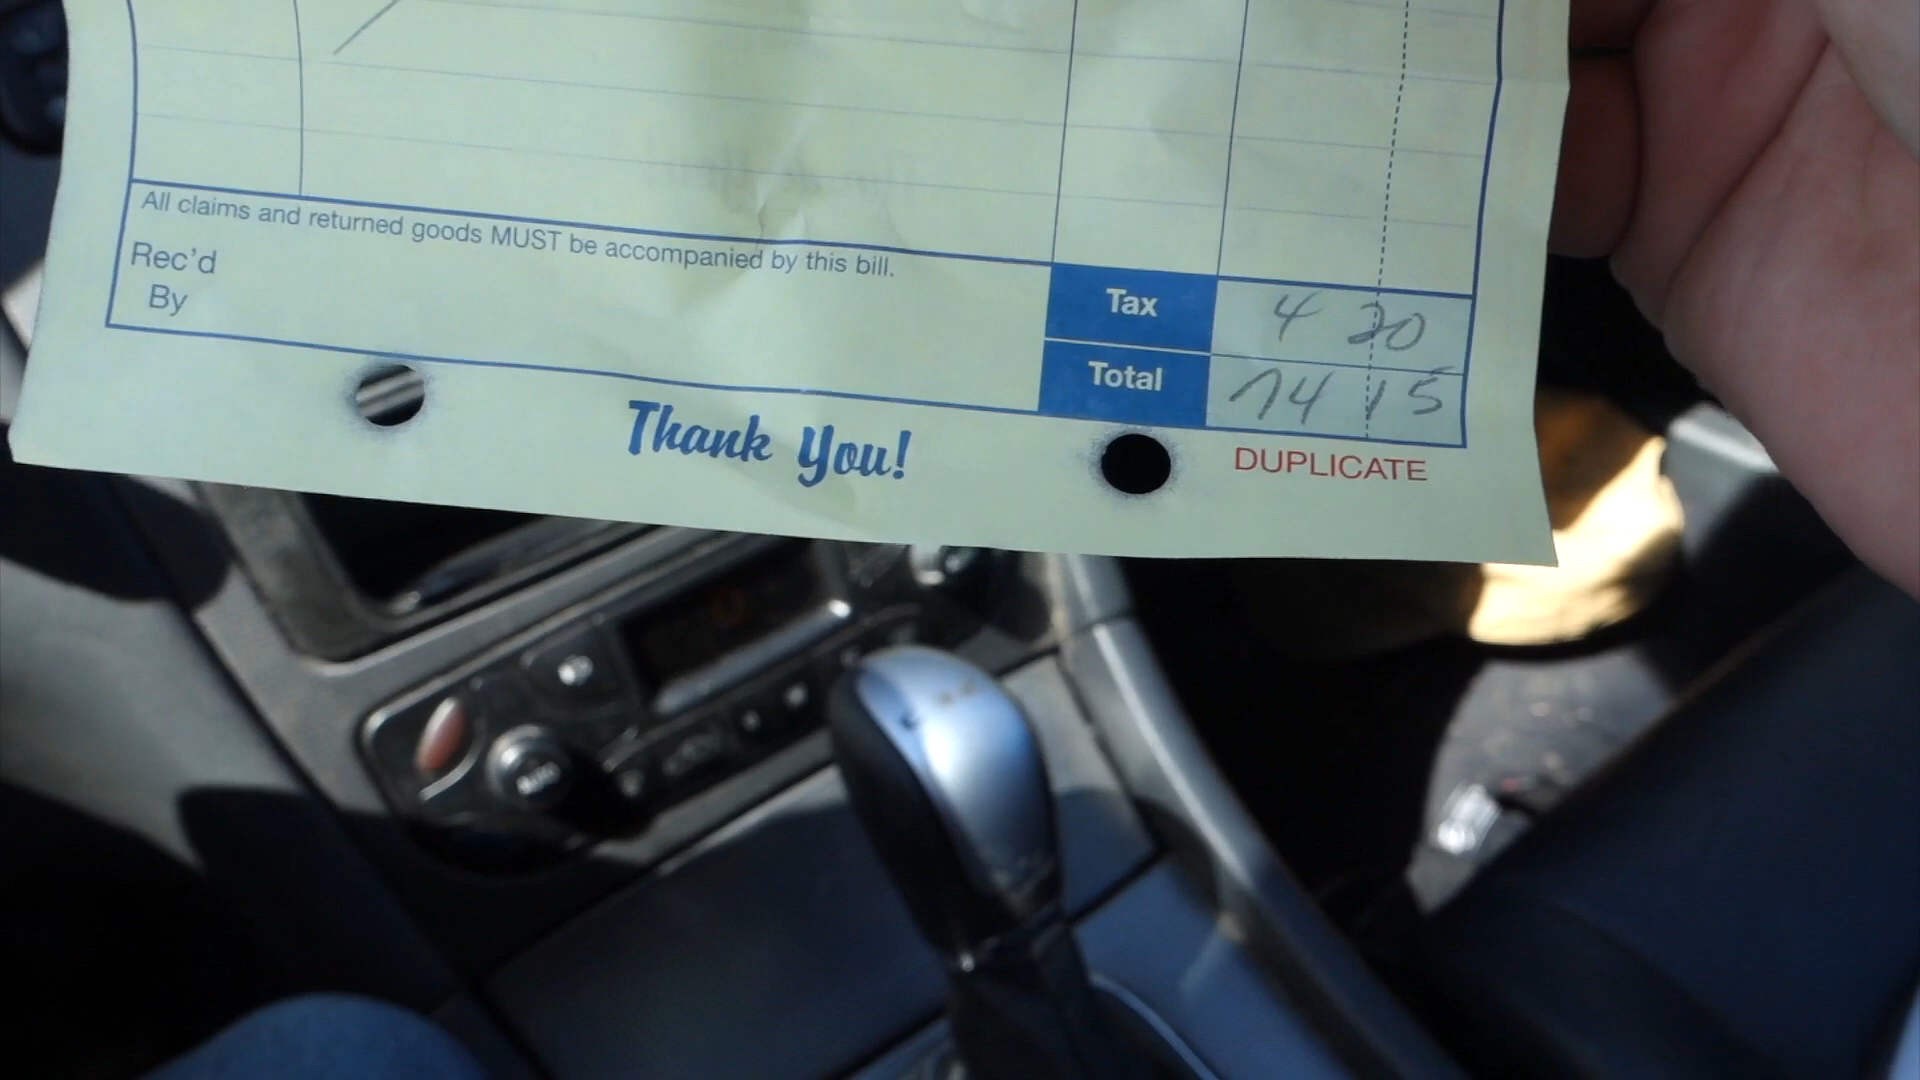 All claims and returned goods MUST be accompanied by this bill.
Rec'd
By
Tax 4 20
Total 74 15
Thank You!
DUPLICATE